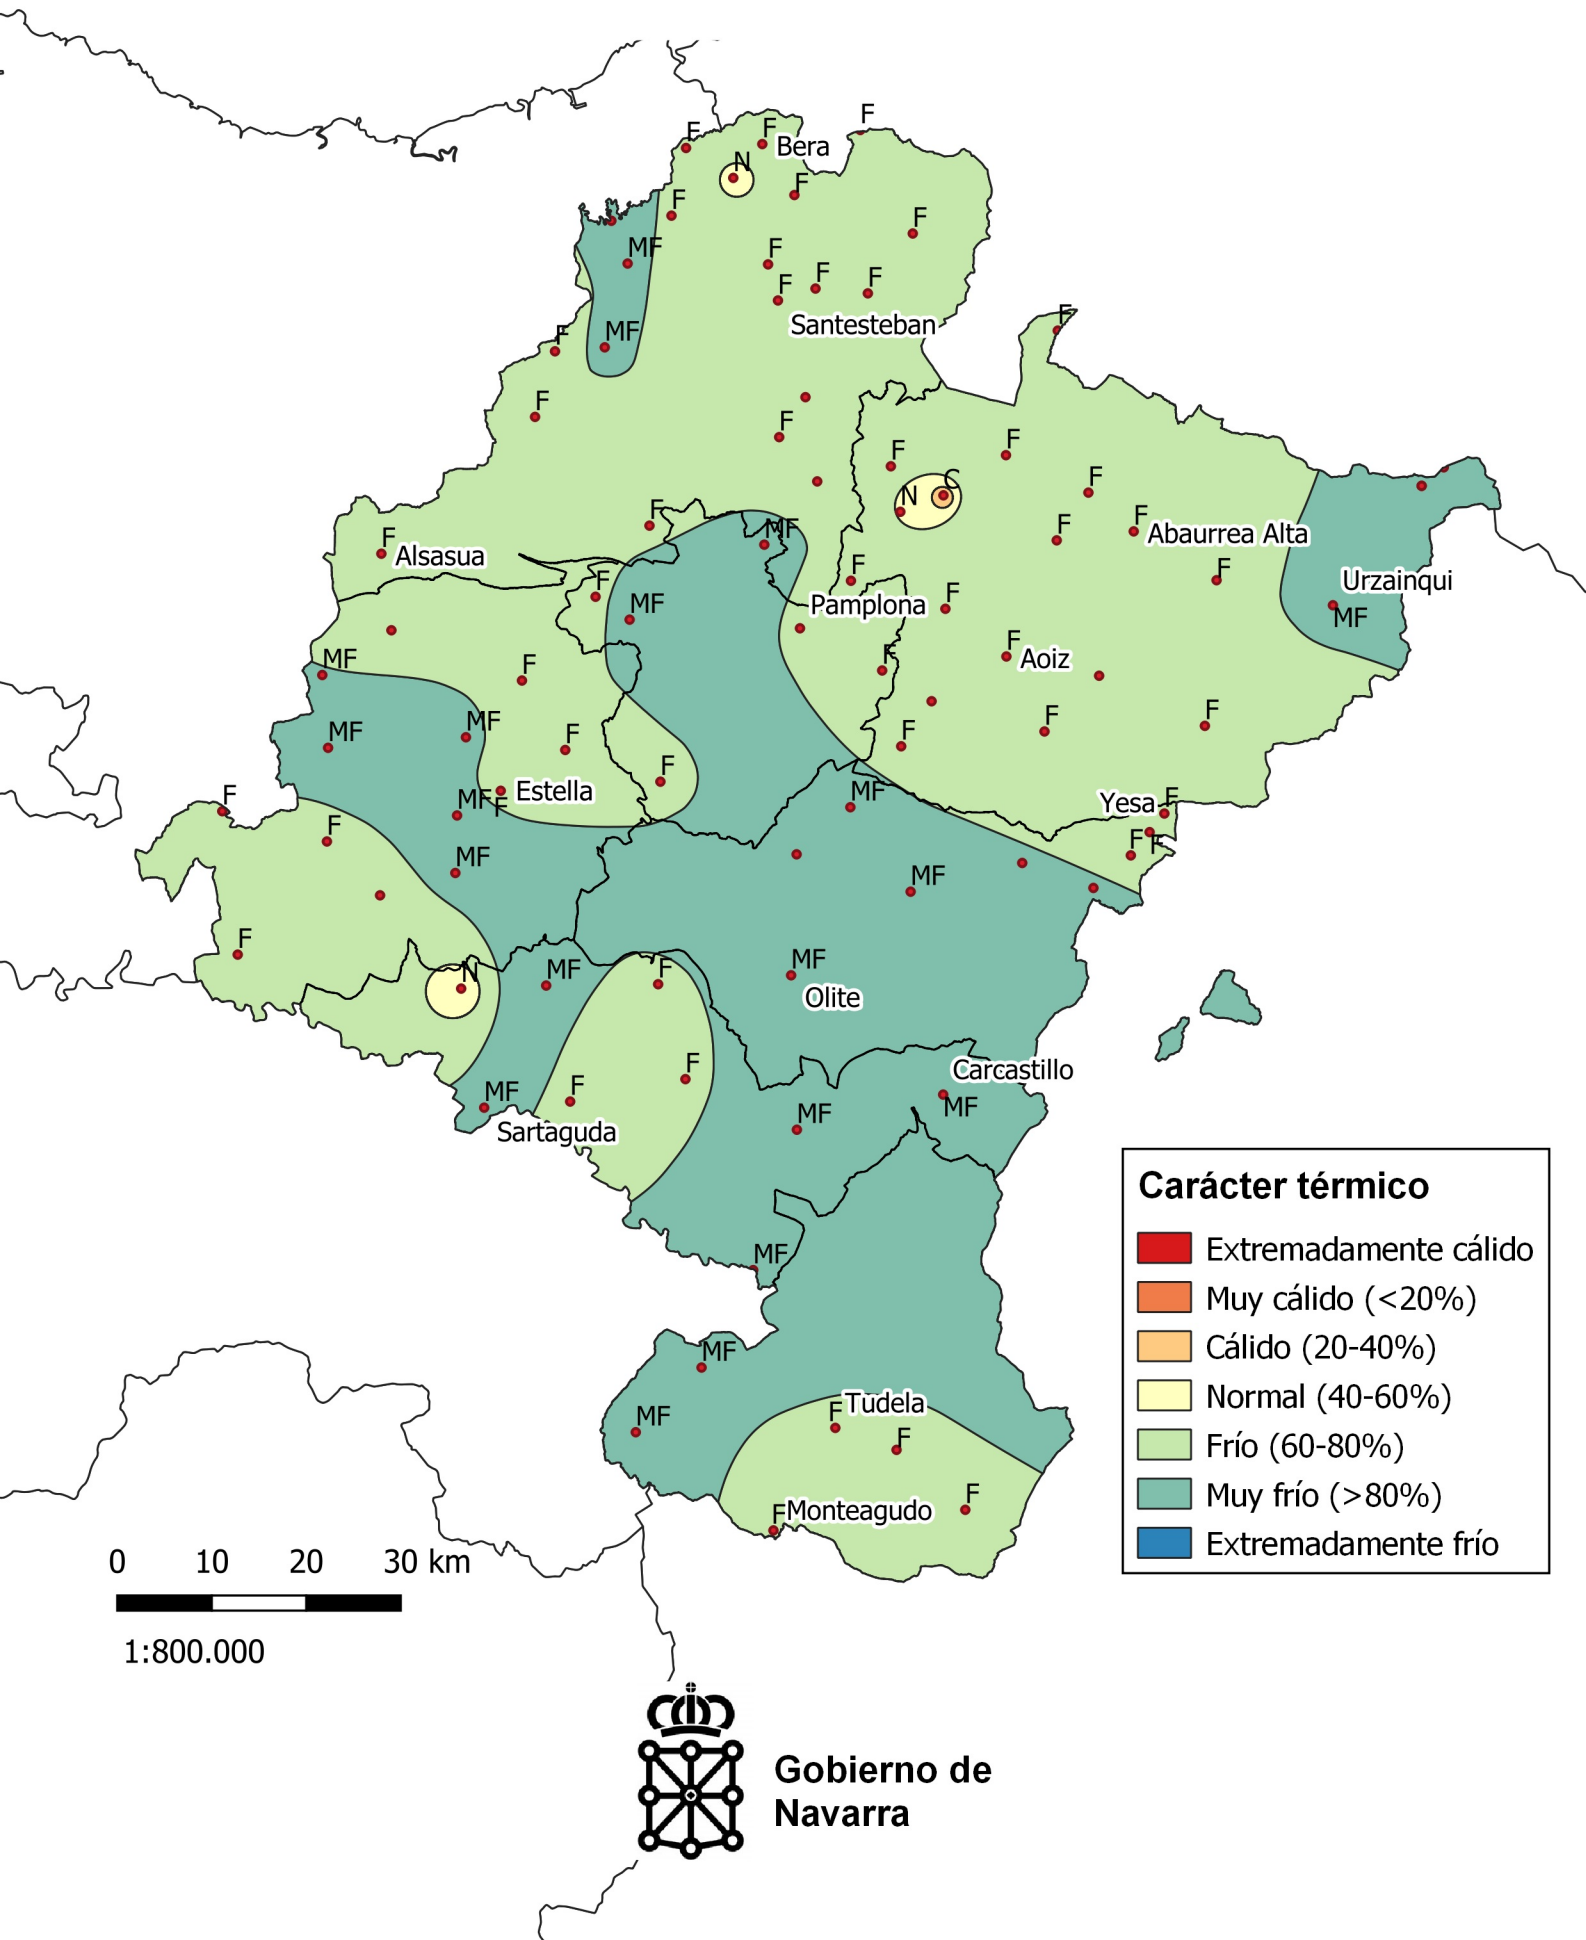 F
F
F
Bera
N
F
F
F
MF
F
F
F
F
Santesteban
F
MF
F
F
F
F
F
C
N
F
F
F
MF
F
Abaurrea Alta
F
Alsasua
F
F
F
Urzainqui
MF
MF
Pamplona
F
F
Aoiz
MF
F
F
MF
MF
F
F
F
F
F
Estella
MF
F
MF
Yesa
F
F
F
F
F
MF
MF
F
MF
N
MF
F
Olite
F
Carcastillo
MF
F
MF
MF
Sartaguda
MF
MF
MF
Tudela
F
F
F
F
Monteagudo
Carácter térmico
Extremadamente cálido
Muy cálido (<20%)
Cálido (20-40%)
Normal (40-60%)
Frío (60-80%)
Muy frío (>80%)
Extremadamente frío
0 10 20 30 km
1:800.000
Gobierno de
Navarra